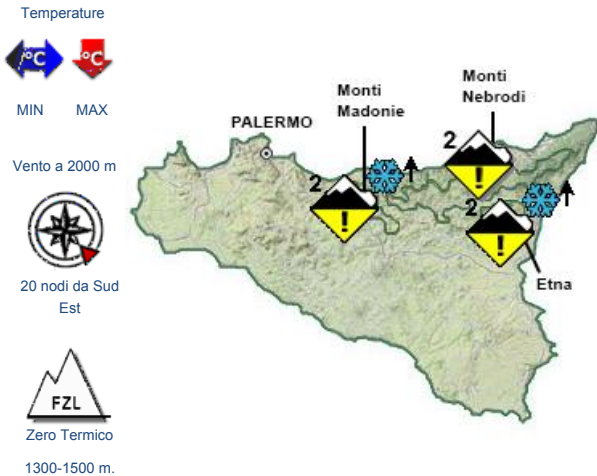 Temperature
°C °C
MIN MAX
Vento a 2000 m
20 nodi da Sud
Est
FZL
Zero Termico
1300-1500 m.
Monti
Nebrodi
Monti
Madonie
PALERMO
2
!
2
!
2
!
Etna